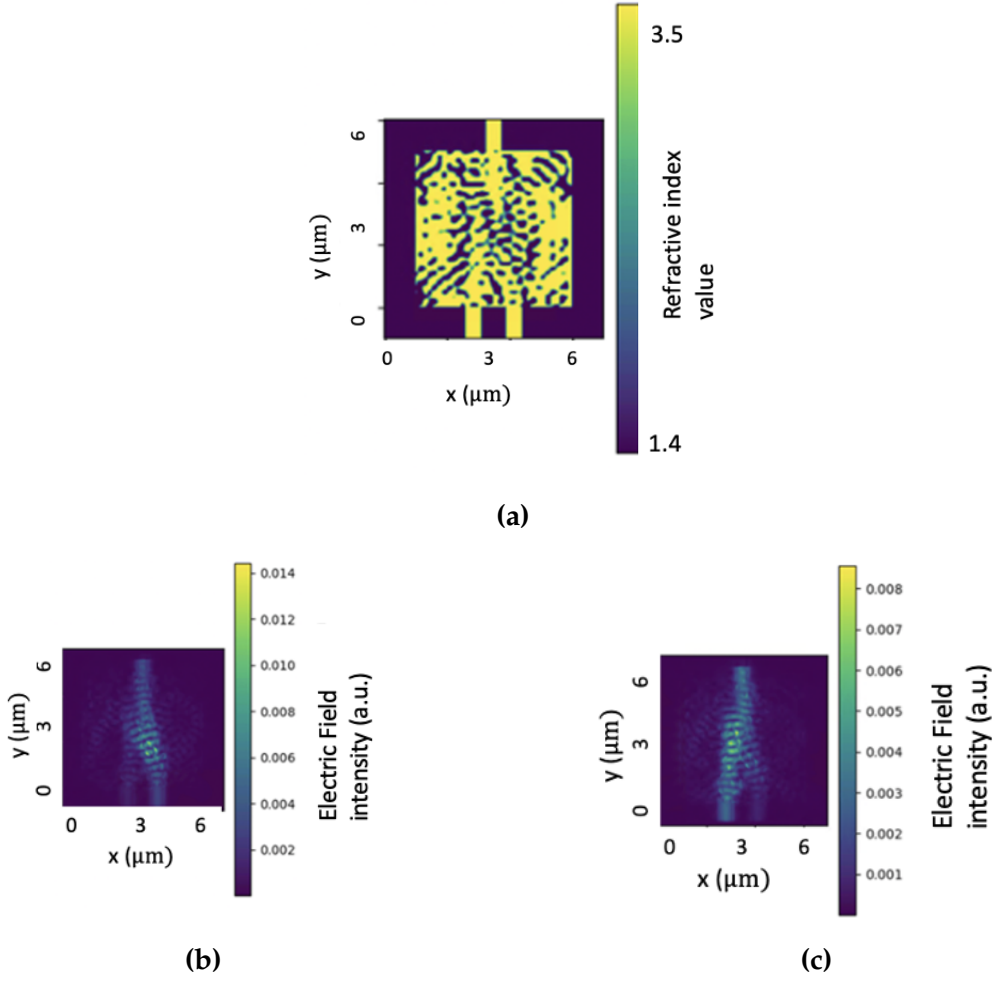 3.5
Refractive index
value
1.4
6
3
0
y (μm)
0 3 6
x (μm)
(a)
0.014
0.012
0.010
0.008
0.006
0.004
0.002
Electric Field
intensity (a.u.)
6
3
0
y (μm)
0 3 6
x (μm)
(b)
0.008
0.007
0.006
0.005
0.004
0.003
0.002
0.001
Electric Field
intensity (a.u.)
6
3
0
y (μm)
0 3 6
x (μm)
(c)